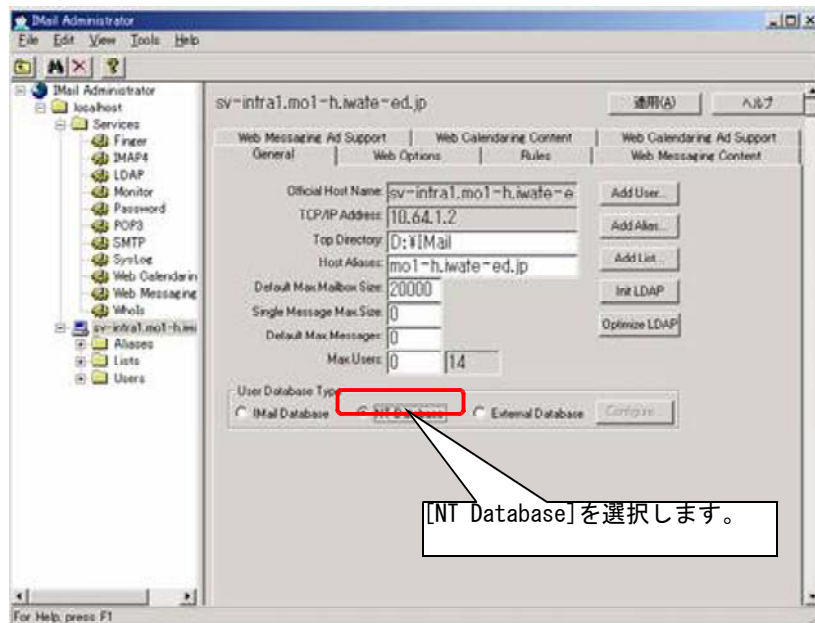 IMail Administrator
File Edit View Tools Help
IMail Administrator
localhost
Services
Finger
IMAP4
LDAP
Monitor
Password
POP3
SMTP
SysLog
Web Calendarin
Web Messaging
WhoIs
sv-intra1.mo1-h.iwa
Aliases
Lists
Users
sv-intra1.mo1-h.iwate-ed.jp
適用(A)
ヘルプ
Web Messaging Ad Support
Web Calendaring Content
Web Calendaring Ad Support
General
Web Options
Rules
Web Messaging Content
Official Host Name: sv-intra1.mo1-h.iwate-e
Add User...
TCP/IP Address: 10.64.1.2
Add Alias...
Top Directory: D:¥IMail
Host Aliases: mo1-h.iwate-ed.jp
Add List...
Default Max Mailbox Size: 20000
Init LDAP
Single Message Max Size: 0
Optimize LDAP
Default Max Messages: 0
Max Users: 0 14
User Database Type
IMail Database
NT Database
External Database
Configure...
[NT Database]を選択します。
For Help, press F1